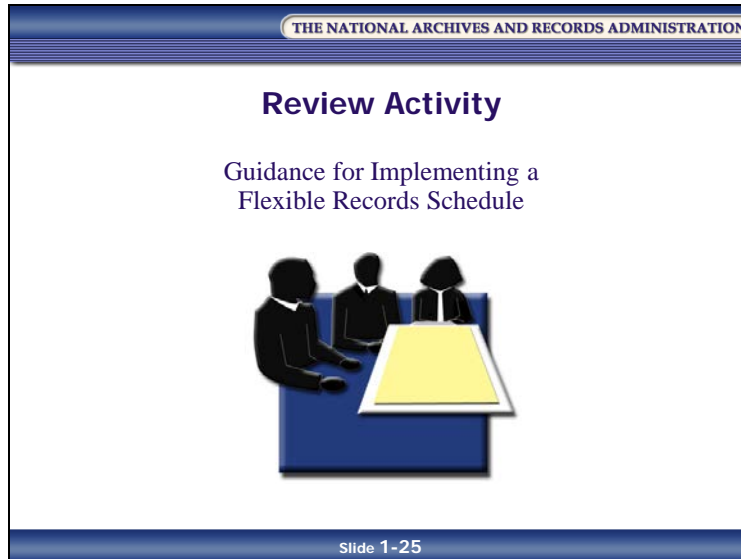 THE NATIONAL ARCHIVES AND RECORDS ADMINISTRATION
Review Activity
Guidance for Implementing a
Flexible Records Schedule
Slide 1-25